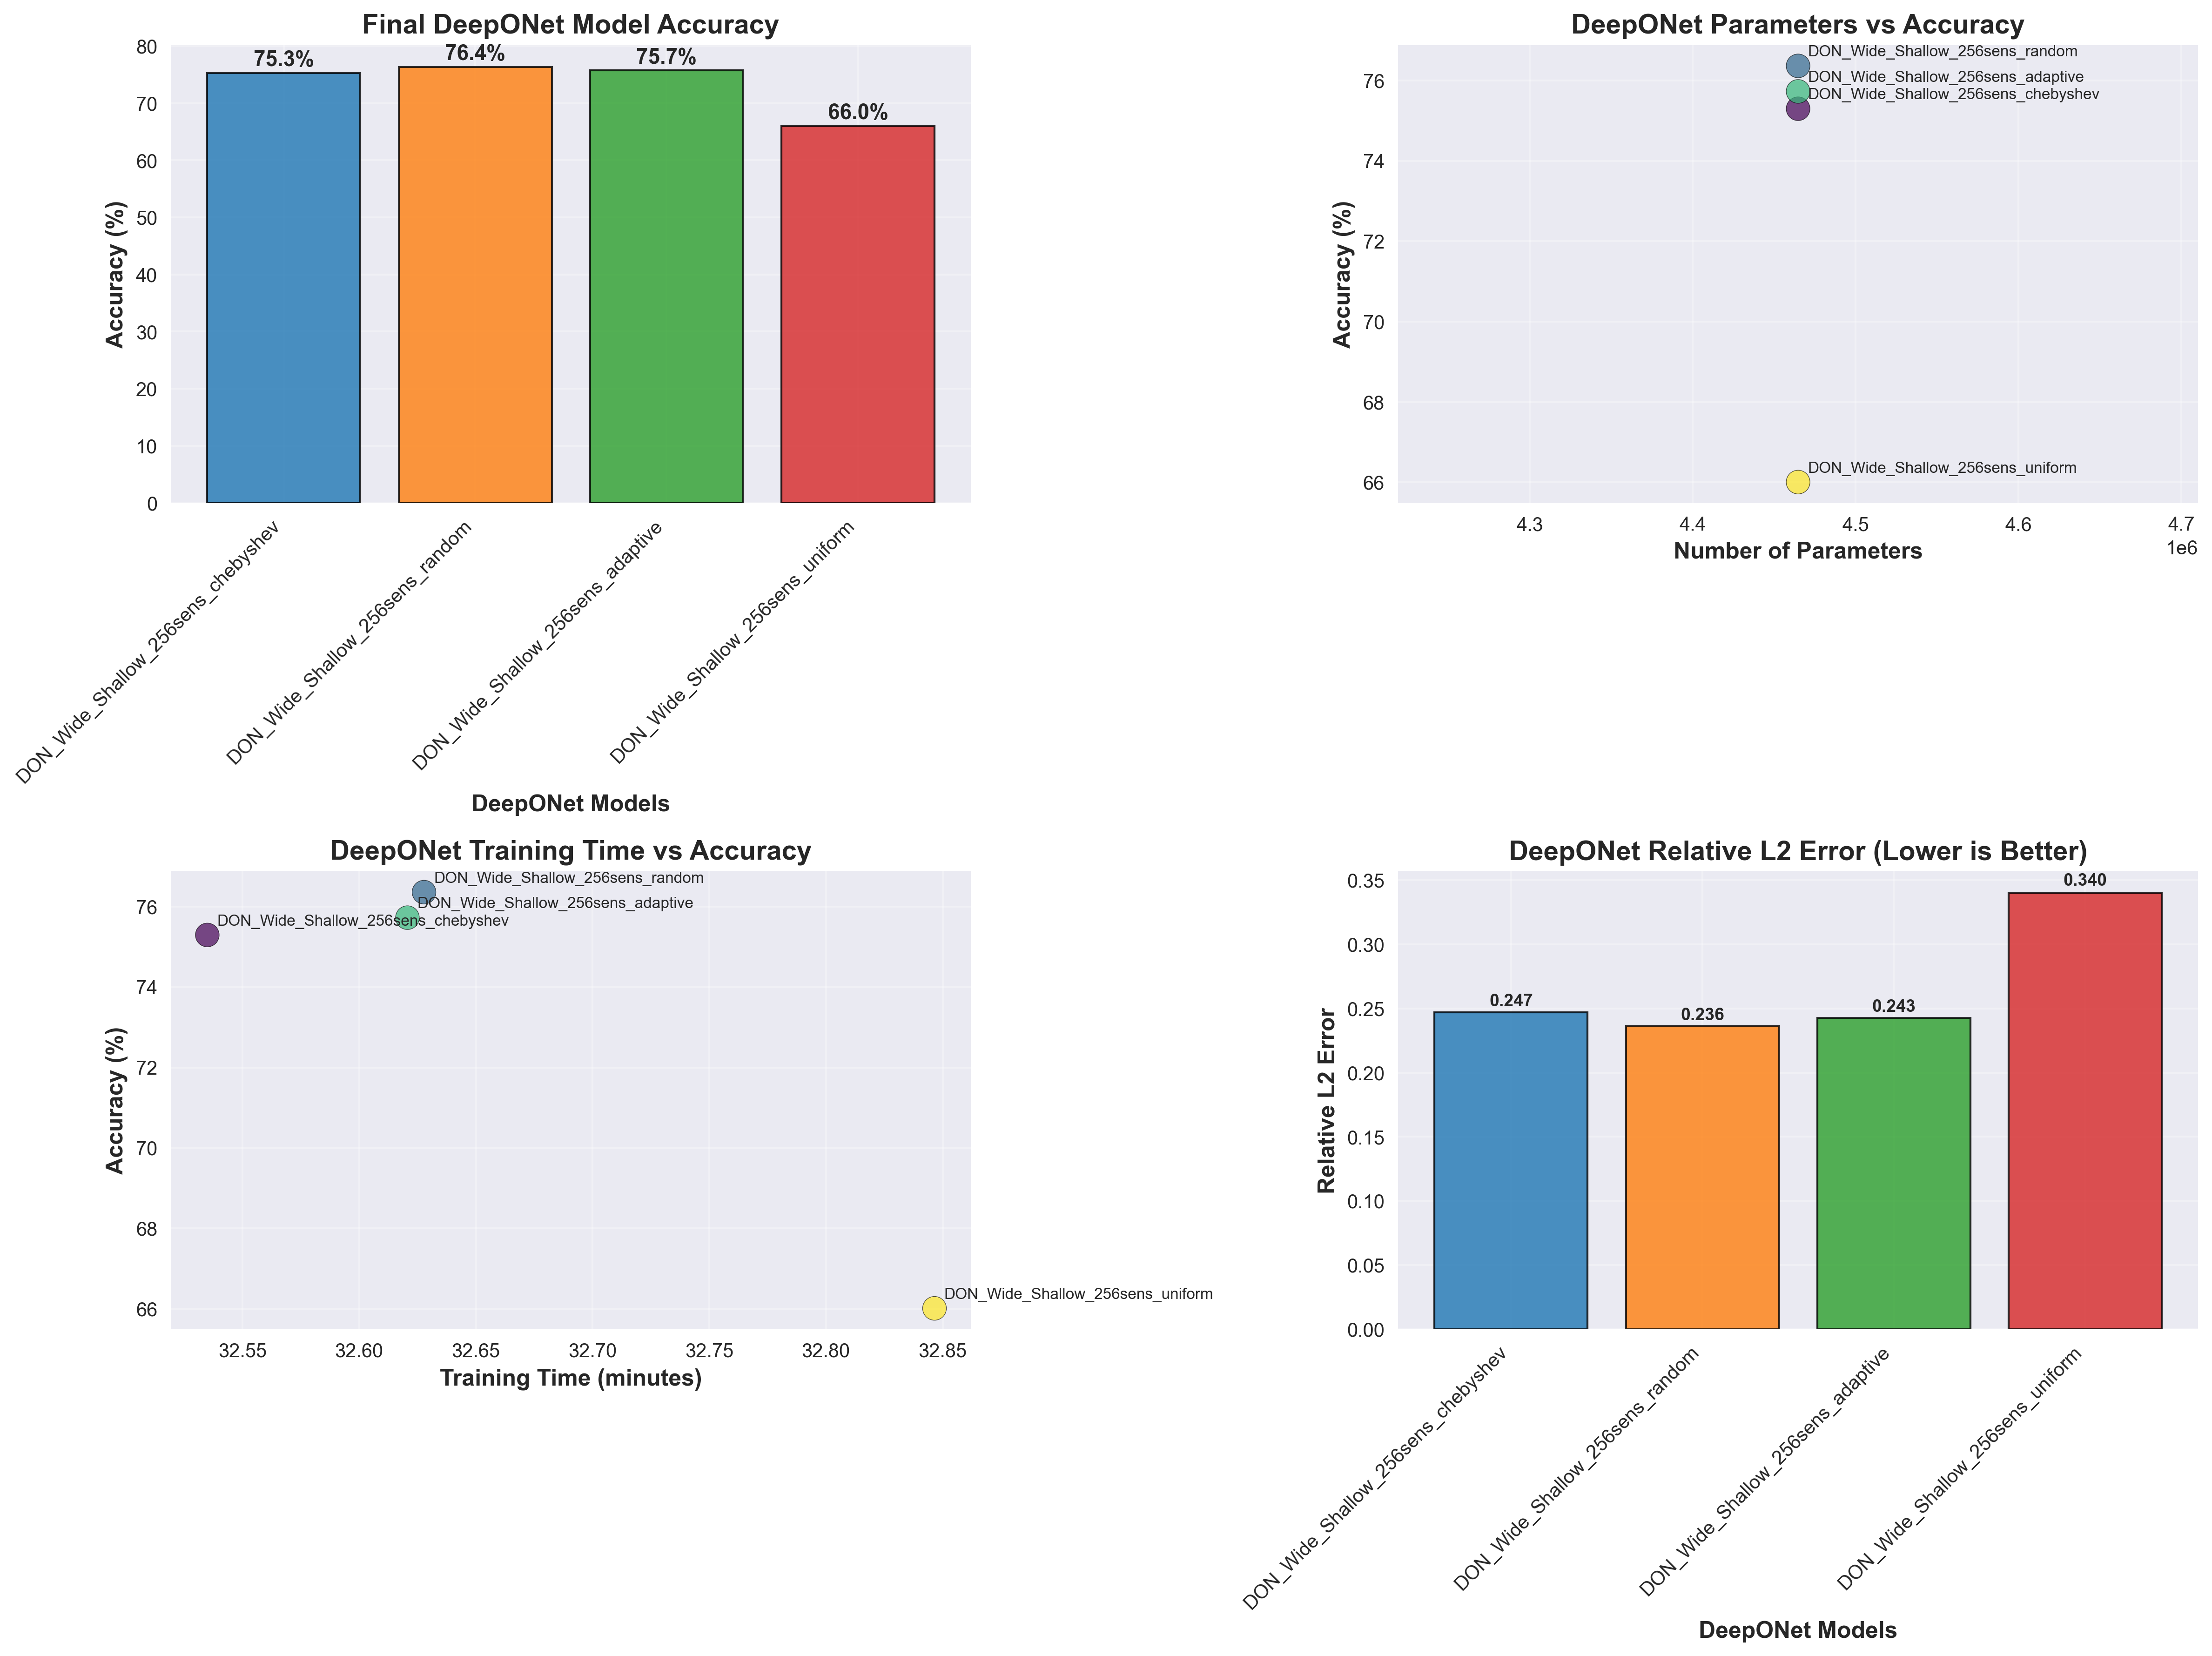 Final DeepONet Model Accuracy
80
70
60
50
40
30
20
10
0
Accuracy (%)
75.3%
76.4%
75.7%
66.0%
DON_Wide_Shallow_256sens_chebyshev
DON_Wide_Shallow_256sens_random
DON_Wide_Shallow_256sens_adaptive
DON_Wide_Shallow_256sens_uniform
DeepONet Models
DeepONet Parameters vs Accuracy
76
74
72
70
68
66
Accuracy (%)
DON_Wide_Shallow_256sens_random
DON_Wide_Shallow_256sens_adaptive
DON_Wide_Shallow_256sens_chebyshev
DON_Wide_Shallow_256sens_uniform
4.3 4.4 4.5 4.6 4.7
1e6
Number of Parameters
DeepONet Training Time vs Accuracy
76
74
72
70
68
66
Accuracy (%)
DON_Wide_Shallow_256sens_random
DON_Wide_Shallow_256sens_adaptive
DON_Wide_Shallow_256sens_chebyshev
DON_Wide_Shallow_256sens_uniform
32.55 32.60 32.65 32.70 32.75 32.80 32.85
Training Time (minutes)
DeepONet Relative L2 Error (Lower is Better)
0.35
0.30
0.25
0.20
0.15
0.10
0.05
0.00
Relative L2 Error
0.247
0.236
0.243
0.340
DON_Wide_Shallow_256sens_chebyshev
DON_Wide_Shallow_256sens_random
DON_Wide_Shallow_256sens_adaptive
DON_Wide_Shallow_256sens_uniform
DeepONet Models